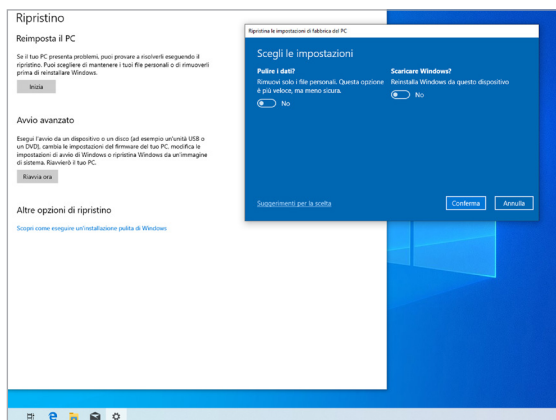 Ripristino
Reimposta il PC
Se il tuo PC presenta problemi, puoi provare a risolverli eseguendo il
ripristino. Puoi scegliere di mantenere i tuoi file personali o di rimuoverli
prima di reinstallare Windows.
Inizia
Avvio avanzato
Esegui l'avvio da un dispositivo o un disco (ad esempio un'unità USB o
un DVD), cambia le impostazioni del firmware del tuo PC, modifica le
impostazioni di avvio di Windows o ripristina Windows da un'immagine
di sistema. Riavvierò il tuo PC.
Riavvia ora
Altre opzioni di ripristino
Scopri come eseguire un'installazione pulita di Windows
Ripristina le impostazioni di fabbrica del PC
Scegli le impostazioni
Pulire i dati?
Rimuovi solo i file personali. Questa opzione
è più veloce, ma meno sicura.
No
Scaricare Windows?
Reinstalla Windows da questo dispositivo
No
Suggerimenti per la scelta
Conferma
Annulla